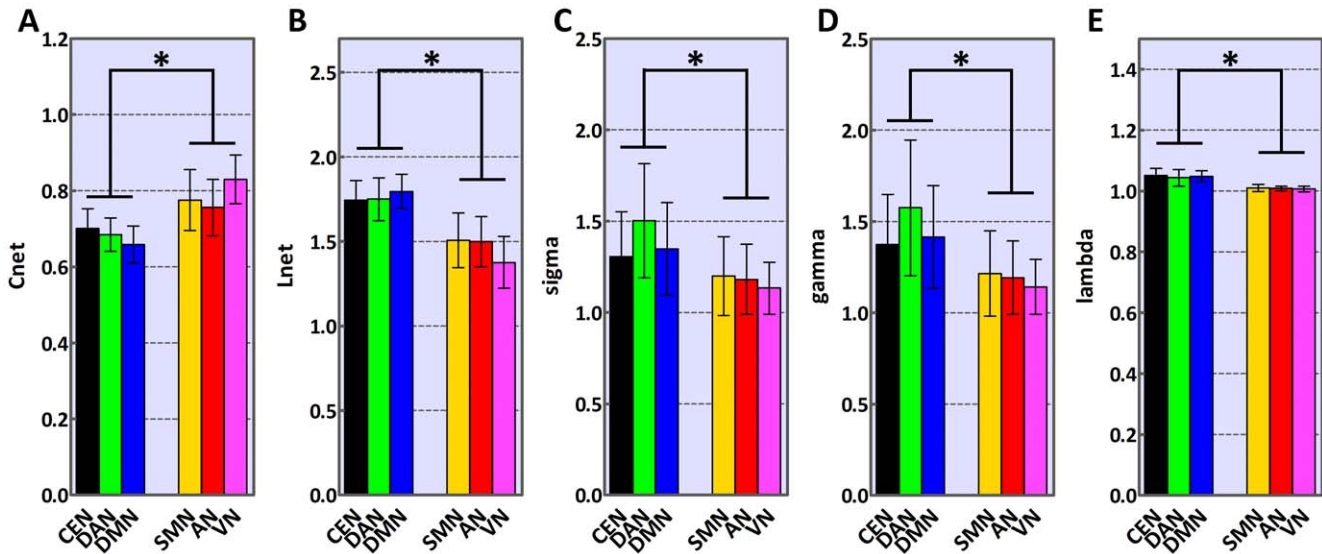 A
Cnet
1.2
1.0
0.8
0.6
0.4
0.2
0.0
*
CEN
DAN
DMN
SMN
AN
VN
B
Lnet
2.5
2.0
1.5
1.0
0.5
0.0
*
CEN
DAN
DMN
SMN
AN
VN
C
sigma
2.5
2.0
1.5
1.0
0.5
0.0
*
CEN
DAN
DMN
SMN
AN
VN
D
gamma
2.5
2.0
1.5
1.0
0.5
0.0
*
CEN
DAN
DMN
SMN
AN
VN
E
lambda
1.4
1.2
1.0
0.8
0.6
0.4
0.2
0.0
*
CEN
DAN
DMN
SMN
AN
VN